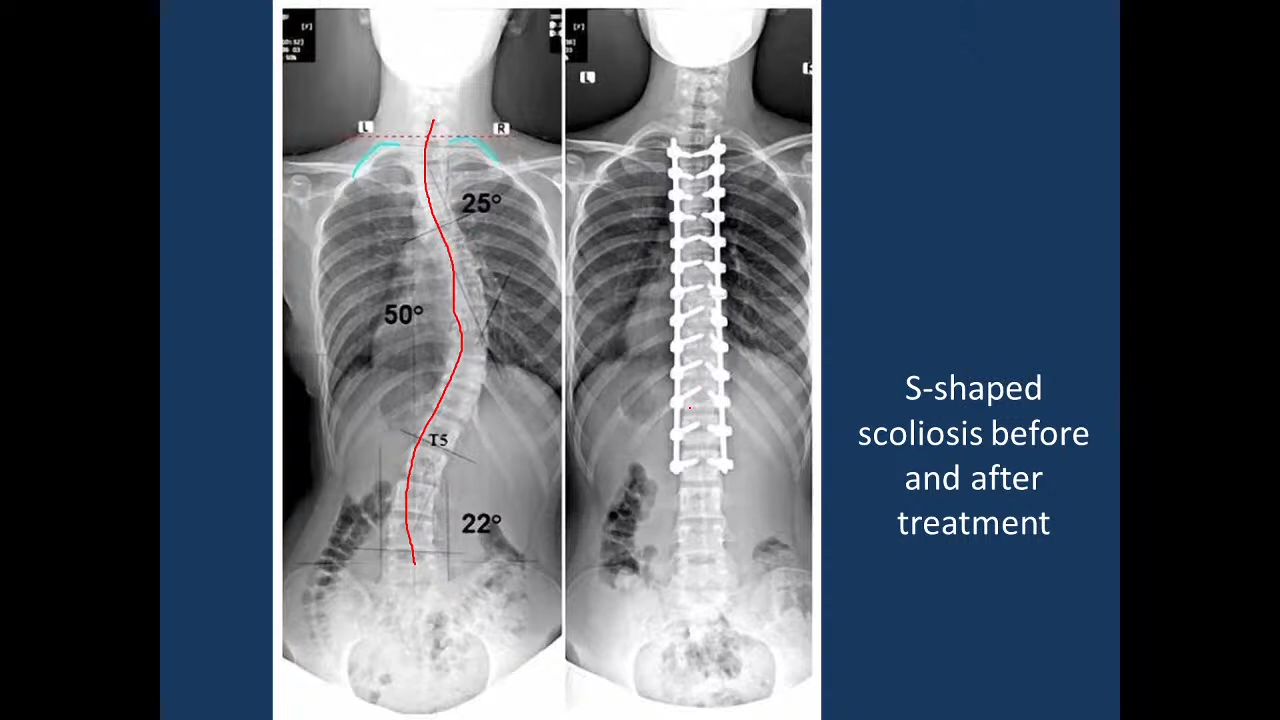 [F]
[F]
L
L
R
25°
50°
T5
22°
S-shaped
scoliosis before
and after
treatment